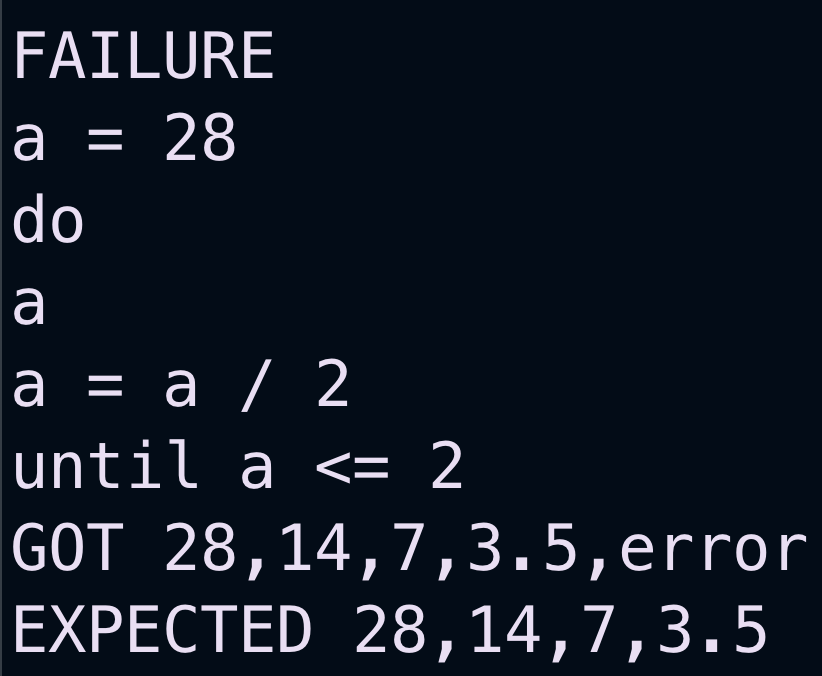 FAILURE
a = 28
do
a
a = a / 2
until a <= 2
GOT 28,14,7,3.5,error
EXPECTED 28,14,7,3.5